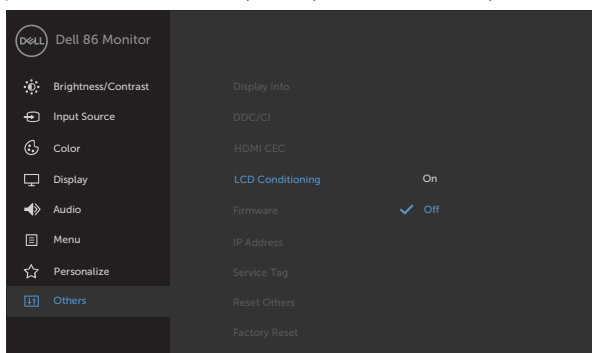 DELL Dell 86 Monitor
Brightness/Contrast
Input Source
Color
Display
Audio
Menu
Personalize
Others
Display Info
DDC/CI
HDMI CEC
LCD Conditioning
Firmware
IP Address
Service Tag
Reset Others
Factory Reset
On
Off